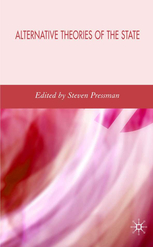 ALTERNATIVE THEORIES OF THE STATE
Edited by Steven Pressman